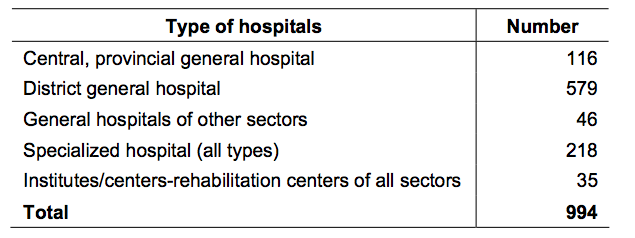 Type of hospitals Number
Central, provincial general hospital 116
District general hospital 579
General hospitals of other sectors 46
Specialized hospital (all types) 218
Institutes/centers-rehabilitation centers of all sectors 35
Total 994